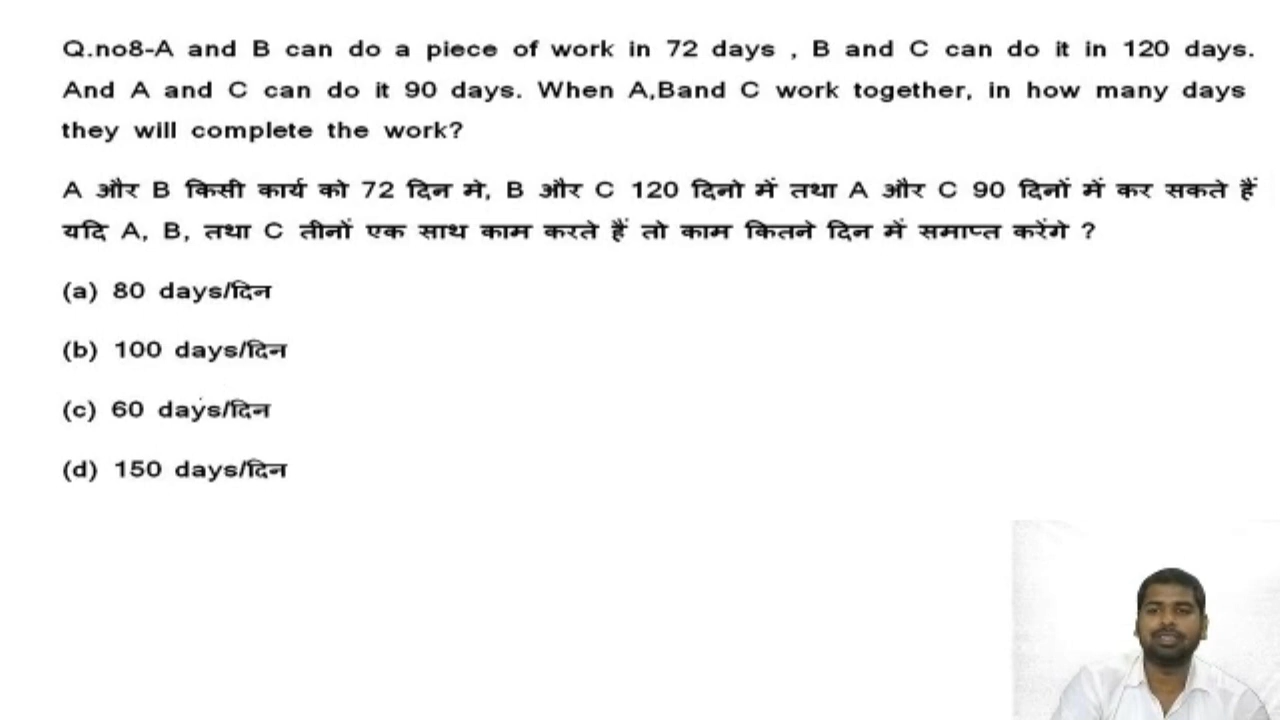 Q.no8-A and B can do a piece of work in 72 days , B and C can do it in 120 days.
And A and C can do it 90 days. When A,Band C work together, in how many days
they will complete the work?
A और B किसी कार्य को 72 दिन मे, B और C 120 दिनो में तथा A और C 90 दिनों में कर सकते हैं
यदि A, B, तथा C तीनों एक साथ काम करते हैं तो काम कितने दिन में समाप्त करेंगे ?
(a) 80 days/दिन
(b) 100 days/दिन
(c) 60 days/दिन
(d) 150 days/दिन